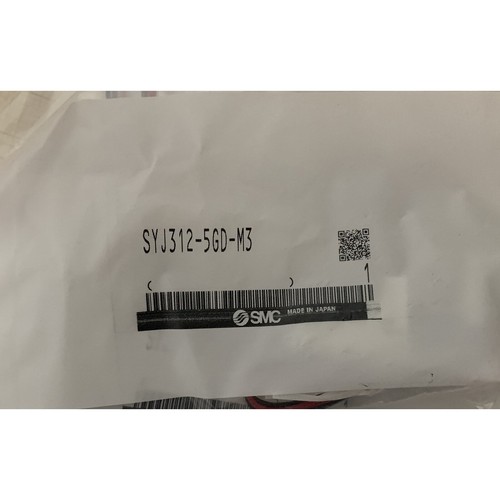 SYJ312-5GD-M3
( ) 1
SMC MADE IN JAPAN